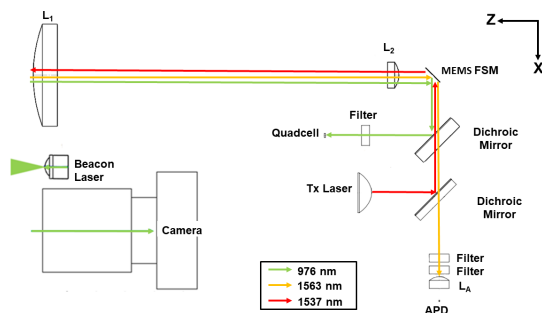 L1
Z
L2
MEMS FSM
X
Filter
Quadcell
Dichroic
Mirror
Beacon
Laser
Tx Laser
Dichroic
Mirror
Camera
Filter
Filter
LA
976 nm
1563 nm
1537 nm
APD